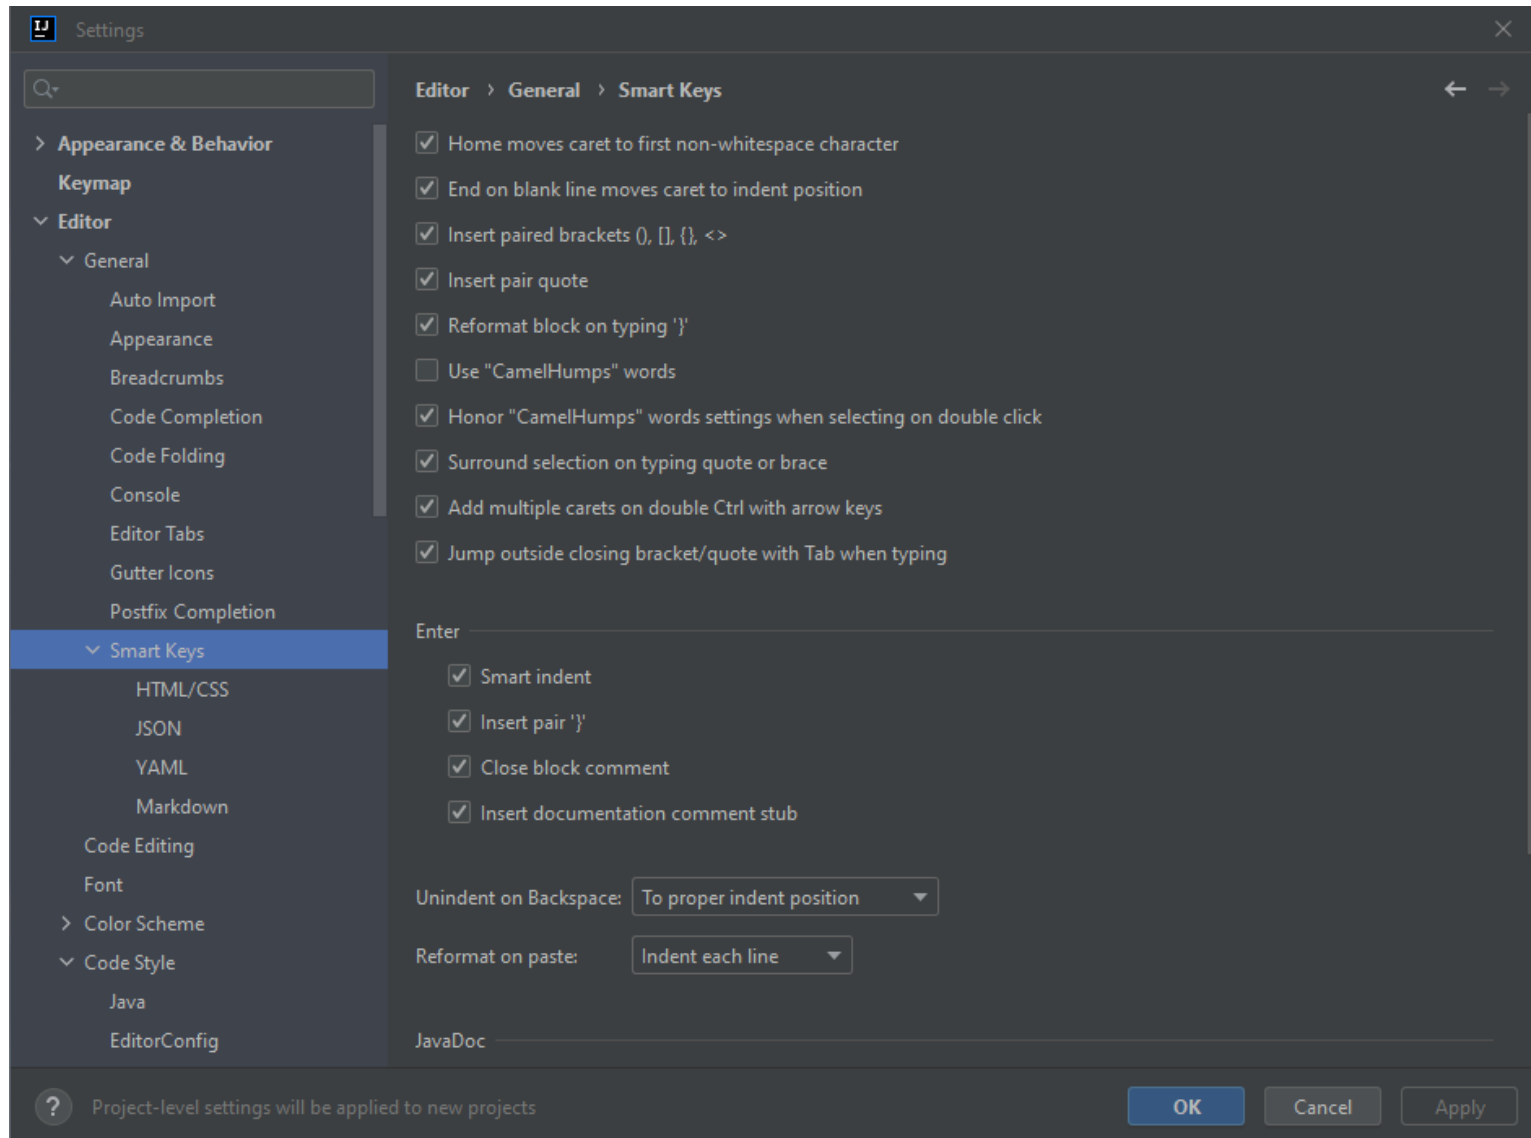 IJ
Settings
Appearance & Behavior
Keymap
Editor
General
Auto Import
Appearance
Breadcrumbs
Code Completion
Code Folding
Console
Editor Tabs
Gutter Icons
Postfix Completion
Smart Keys
HTML/CSS
JSON
YAML
Markdown
Code Editing
Font
Color Scheme
Code Style
Java
EditorConfig
Editor › General › Smart Keys
Home moves caret to first non-whitespace character
End on blank line moves caret to indent position
Insert paired brackets (), [], {}, <>
Insert pair quote
Reformat block on typing '}'
Use "CamelHumps" words
Honor "CamelHumps" words settings when selecting on double click
Surround selection on typing quote or brace
Add multiple carets on double Ctrl with arrow keys
Jump outside closing bracket/quote with Tab when typing
Enter
Smart indent
Insert pair '}'
Close block comment
Insert documentation comment stub
Unindent on Backspace: To proper indent position
Reformat on paste: Indent each line
JavaDoc
? Project-level settings will be applied to new projects
OK Cancel Apply